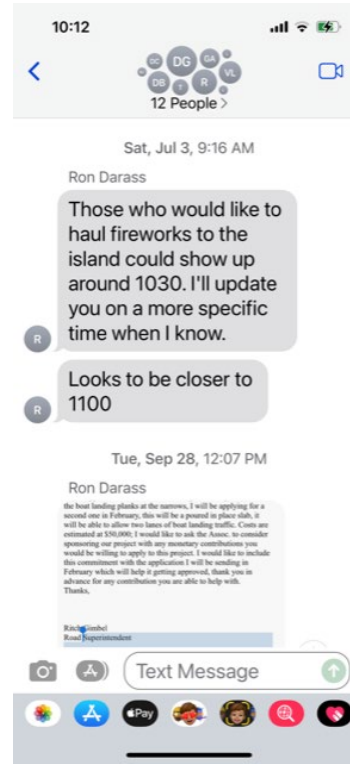 10:12
DC
DG
GA
DB
T
R
VL
12 People >
Sat, Jul 3, 9:16 AM
Ron Darass
Those who would like to
haul fireworks to the
island could show up
around 1030. I'll update
you on a more specific
time when I know.
R
Looks to be closer to
1100
R
Tue, Sep 28, 12:07 PM
Ron Darass
the boat landing planks at the narrows, I will be applying for a
second one in February, this will be a poured in place slab, it
will be able to allow two lanes of boat landing traffic. Costs are
estimated at $50,000; I would like to ask the Assoc. to consider
sponsoring our project with any monetary contributions you
would be willing to apply to this project. I would like to include
this commitment with the application I will be sending in
February which will help it getting approved, thank you in
advance for any contribution you are able to help with.
Thanks,
Ritch Gimbel
Road Superintendent
Text Message
Pay